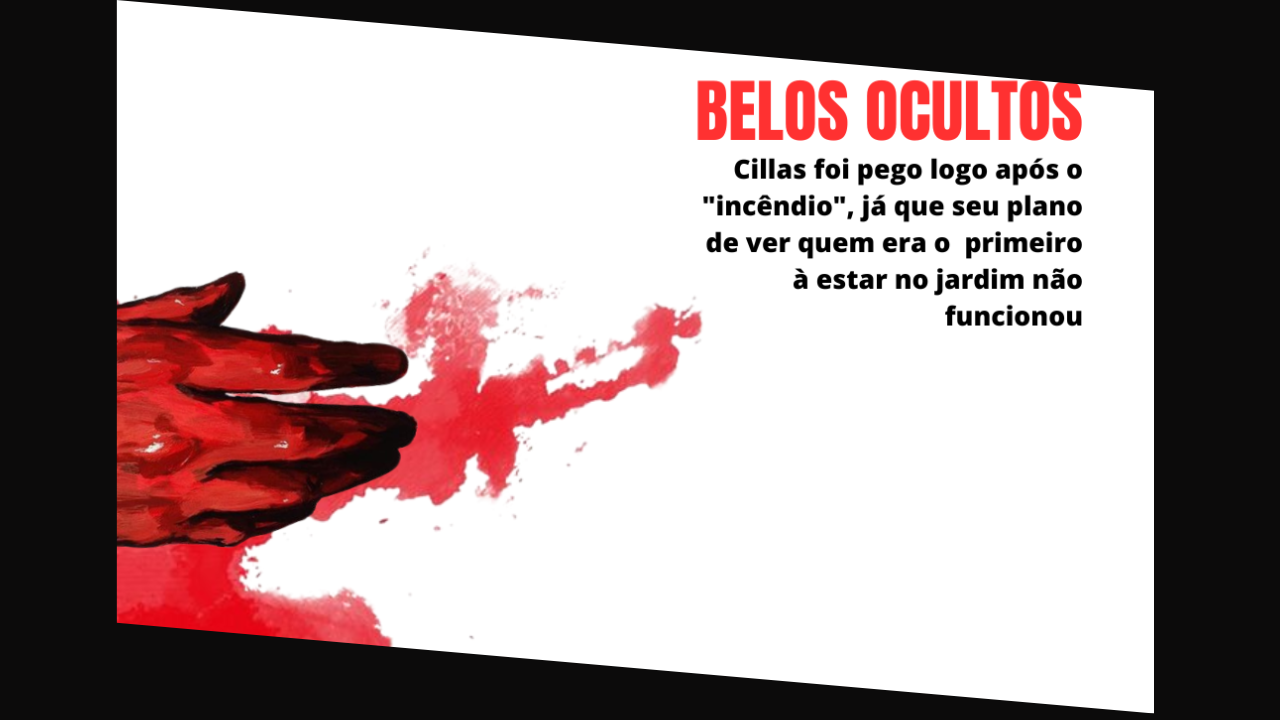 BELOS OCULTOS
Cillas foi pego logo após o
"incêndio", já que seu plano
de ver quem era o  primeiro
à estar no jardim não
funcionou